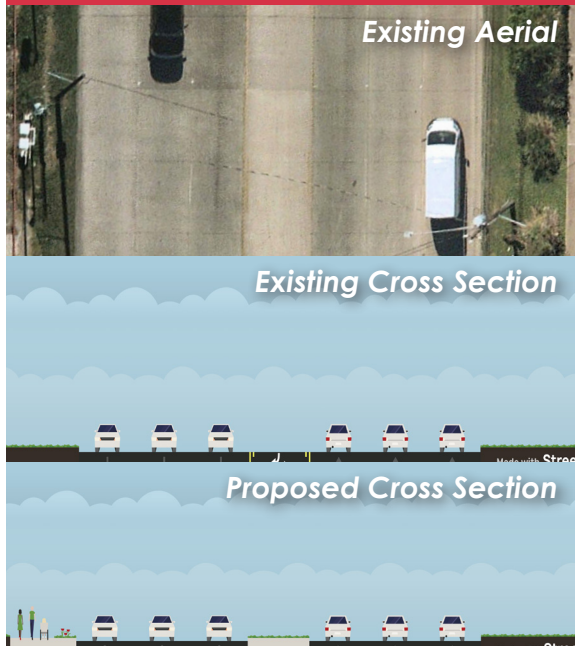 Existing Aerial
Existing Cross Section
Made with Stree
Proposed Cross Section